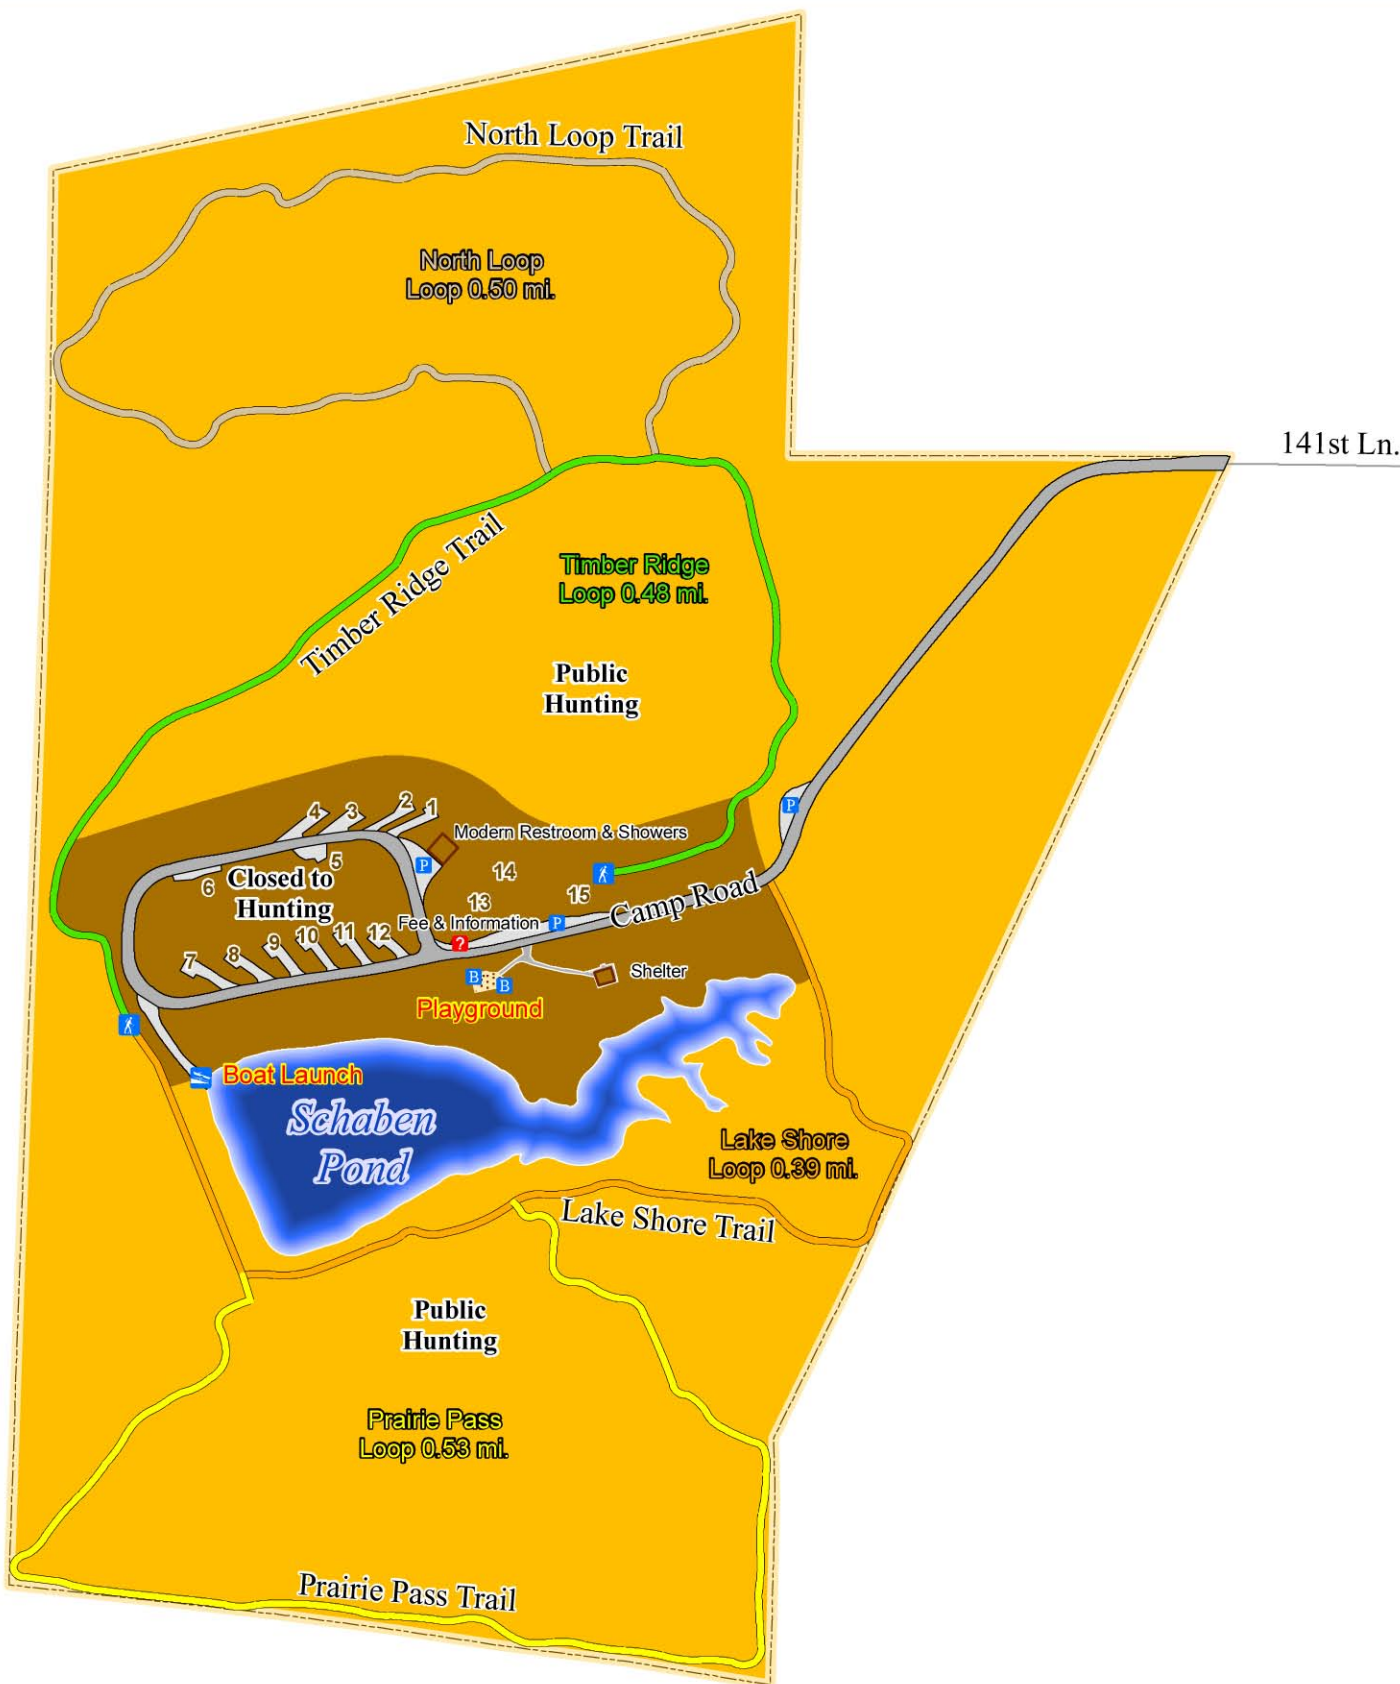 North Loop Trail
North Loop
Loop 0.50 mi.
141st Ln.
Timber Ridge Trail
Timber Ridge
Loop 0.48 mi.
Public
Hunting
4
3
2
1
Modern Restroom & Showers
P
P
5
6
Closed to
Hunting
14
13
15
Camp Road
Fee & Information
?
P
7
8
9
10
11
12
B
B
Shelter
Playground
Boat Launch
Schaben
Pond
Lake Shore
Loop 0.39 mi.
Lake Shore Trail
Public
Hunting
Prairie Pass
Loop 0.53 mi.
Prairie Pass Trail